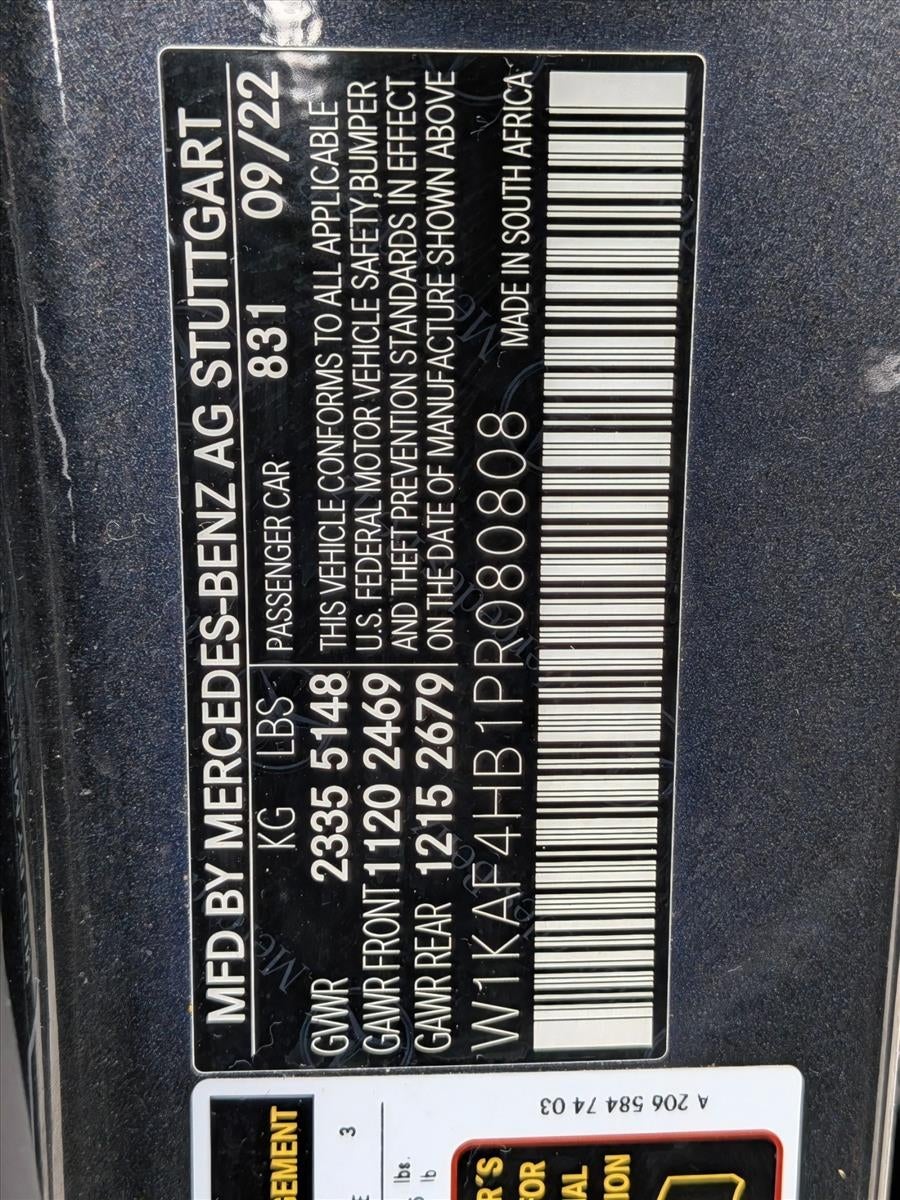 MFD BY MERCEDES-BENZ AG STUTTGART
KG LBS PASSENGER CAR 831 09/22
GVWR 2335 5148
GAWR FRONT 1120 2469
GAWR REAR 1215 2679
THIS VEHICLE CONFORMS TO ALL APPLICABLE
U.S. FEDERAL MOTOR VEHICLE SAFETY,BUMPER
AND THEFT PREVENTION STANDARDS IN EFFECT
ON THE DATE OF MANUFACTURE SHOWN ABOVE
W1KAF4HB1PR080808 MADE IN SOUTH AFRICA
A 206 584 74 03
3
lbs.
lb